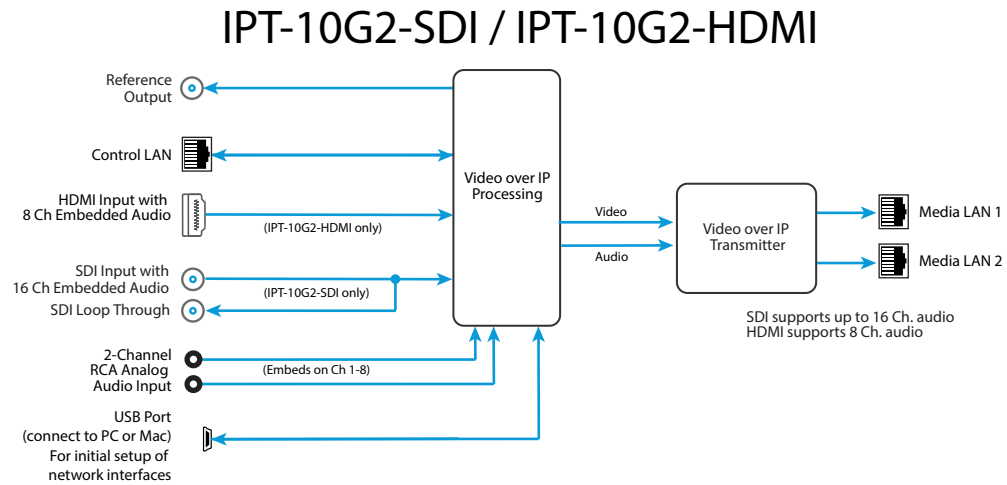 IPT-10G2-SDI / IPT-10G2-HDMI
Reference
Output
Control LAN
HDMI Input with
8 Ch Embedded Audio
(IPT-10G2-HDMI only)
SDI Input with
16 Ch Embedded Audio
(IPT-10G2-SDI only)
SDI Loop Through
2-Channel
RCA Analog
Audio Input
(Embeds on Ch 1-8)
USB Port
(connect to PC or Mac)
For initial setup of
network interfaces
Video over IP
Processing
Video
Audio
Video over IP
Transmitter
Media LAN 1
Media LAN 2
SDI supports up to 16 Ch. audio
HDMI supports 8 Ch. audio